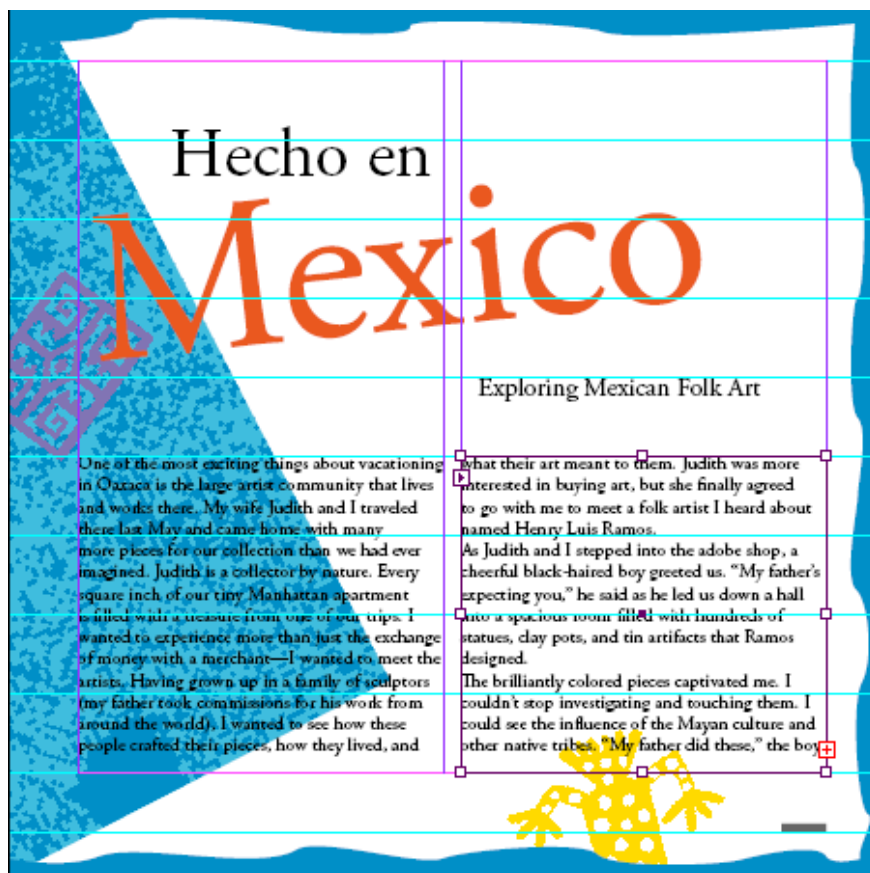 Hecho en
Mexico
Exploring Mexican Folk Art
One of the most exciting things about vacationing
in Oaxaca is the large artist community that lives
and works there. My wife Judith and I traveled
there last May and came home with many
more pieces for our collection than we had ever
imagined. Judith is a collector by nature. Every
square inch of our tiny Manhattan apartment
is filled with a treasure from one of our trips. I
wanted to experience more than just the exchange
of money with a merchant—I wanted to meet the
artists. Having grown up in a family of sculptors
(my father took commissions for his work from
around the world), I wanted to see how these
people crafted their pieces, how they lived, and
what their art meant to them. Judith was more
interested in buying art, but she finally agreed
to go with me to meet a folk artist I heard about
named Henry Luis Ramos.
As Judith and I stepped into the adobe shop, a
cheerful black-haired boy greeted us. “My father’s
expecting you,” he said as he led us down a hall
into a spacious room filled with hundreds of
statues, clay pots, and tin artifacts that Ramos
designed.
The brilliantly colored pieces captivated me. I
couldn’t stop investigating and touching them. I
could see the influence of the Mayan culture and
other native tribes. “My father did these,” the boy